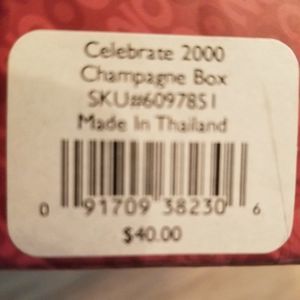 Celebrate 2000
Champagne Box
SKU#6097851
Made In Thailand
0 91709 38230 6
$40.00